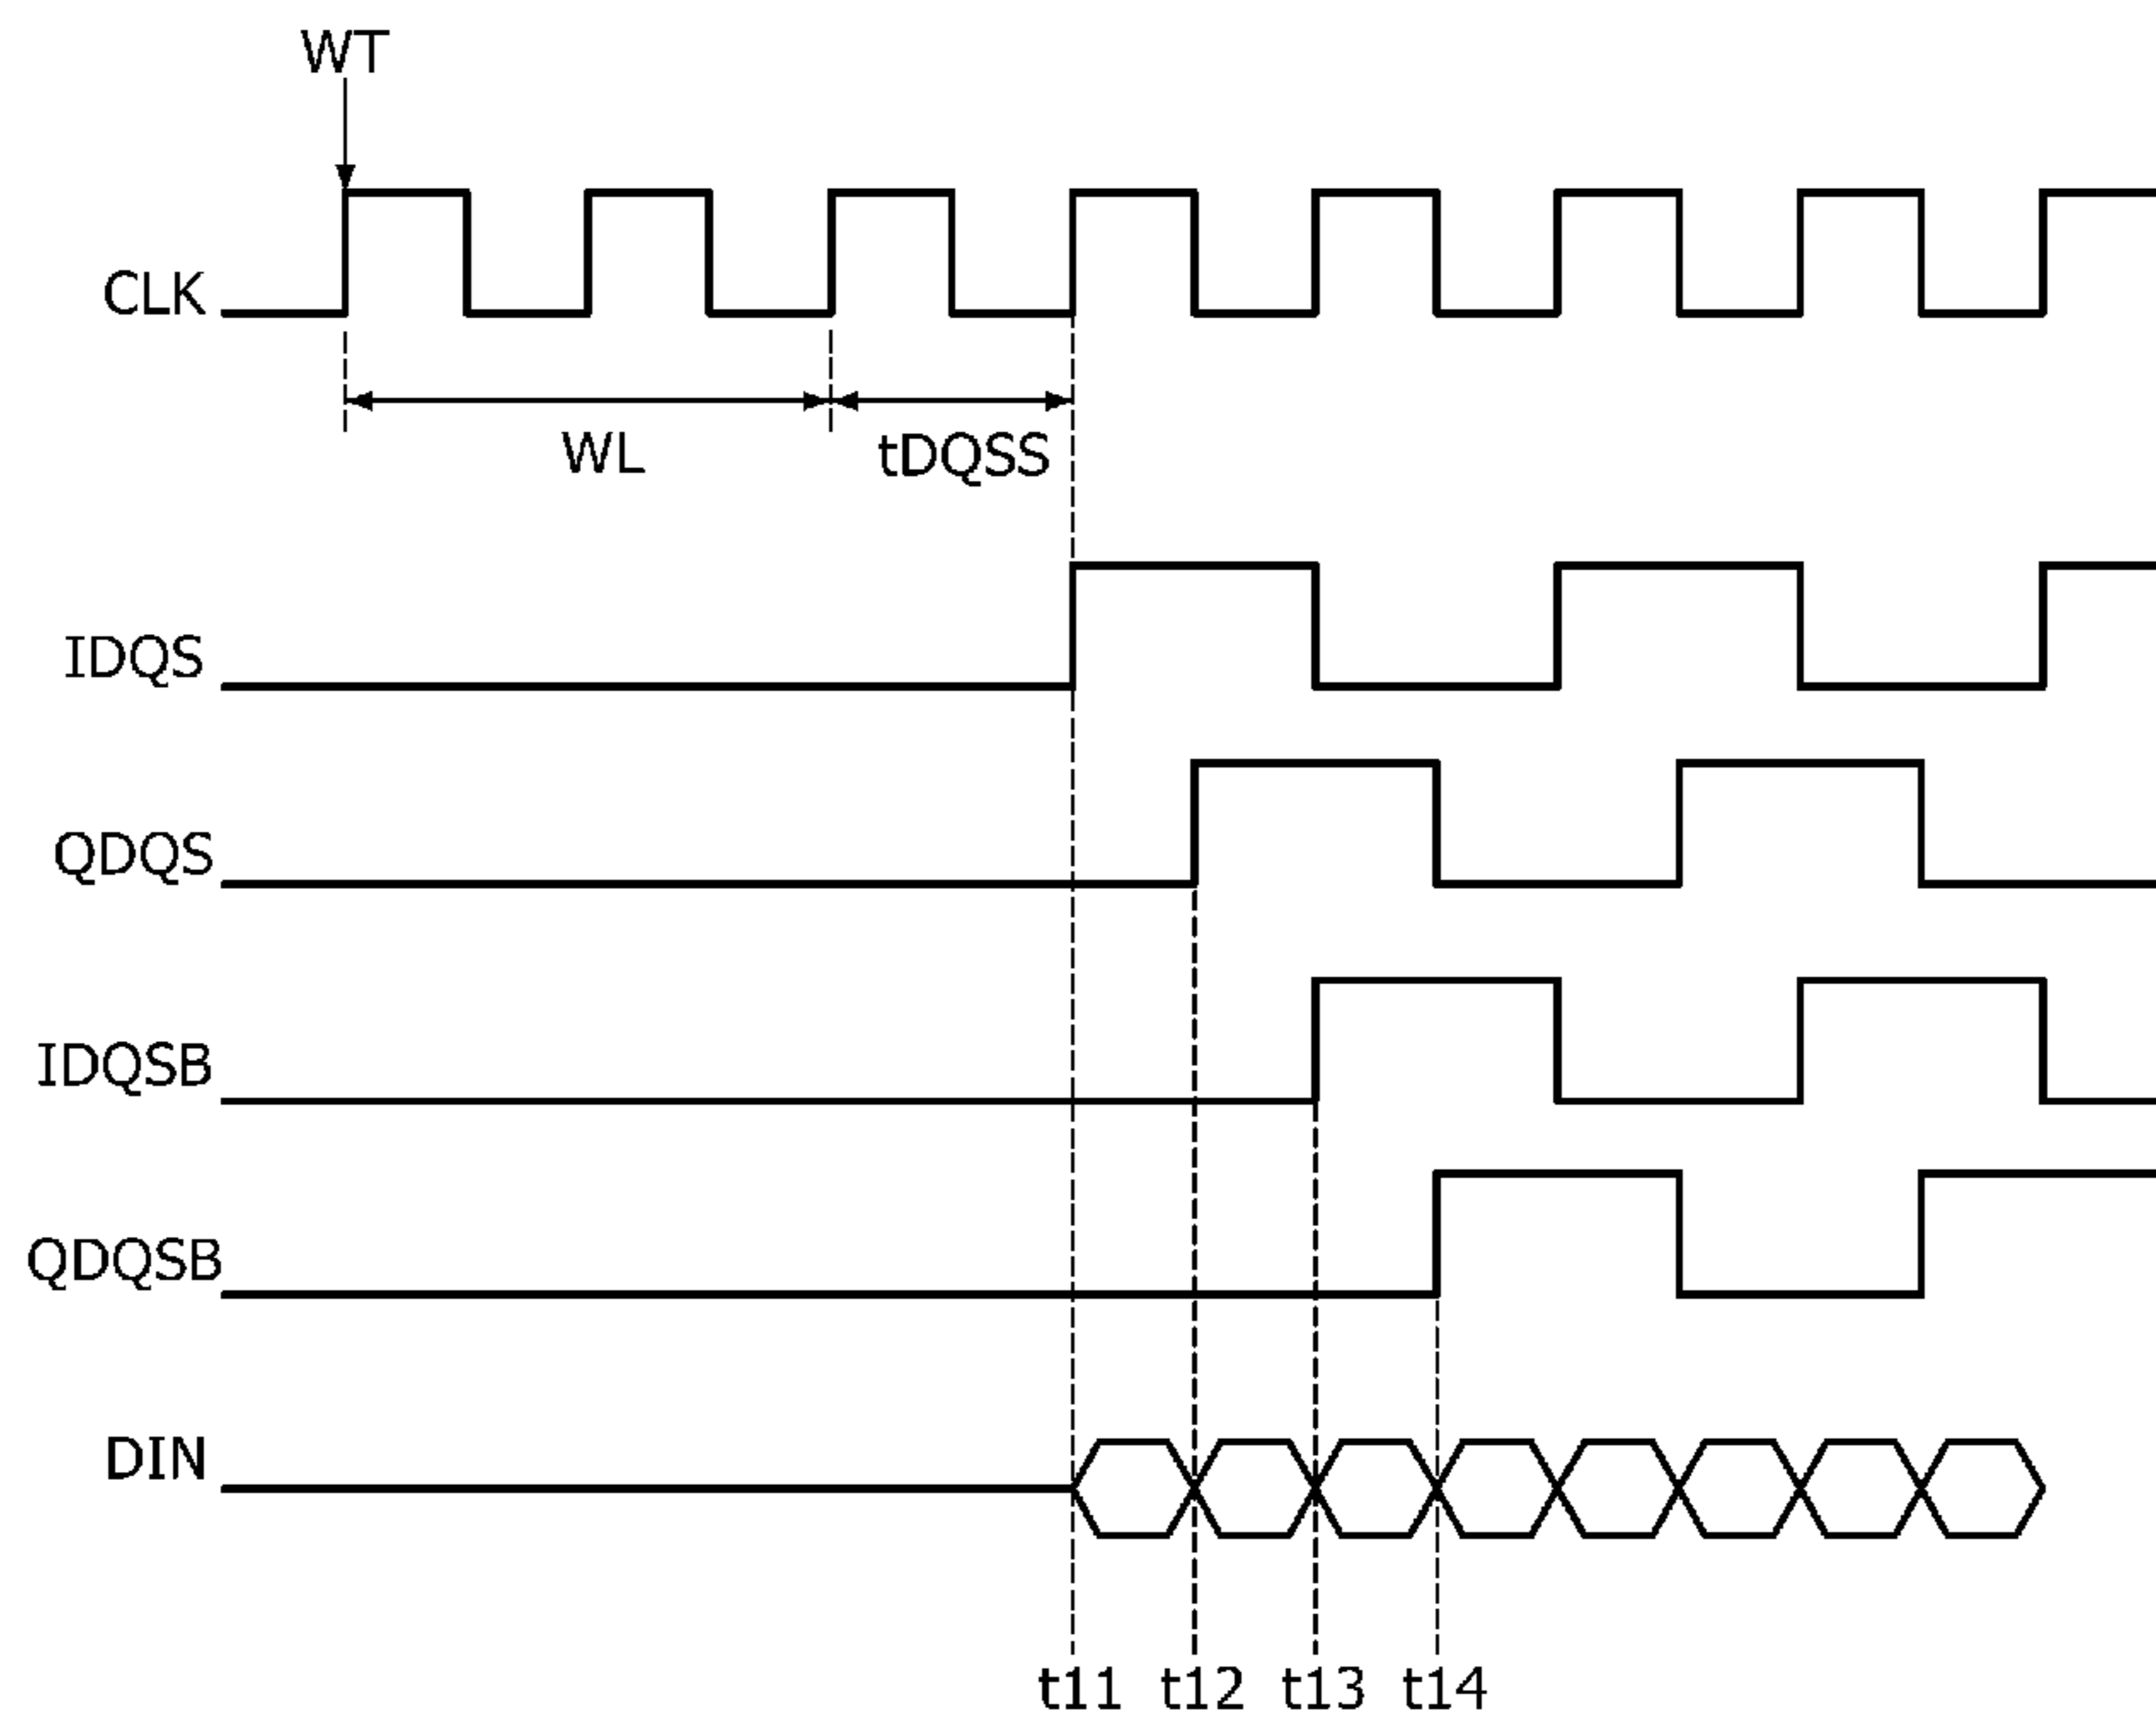 WT
CLK
WL
tDQSS
IDQS
QDQS
IDQSB
QDQSB
DIN
t11 t12 t13 t14